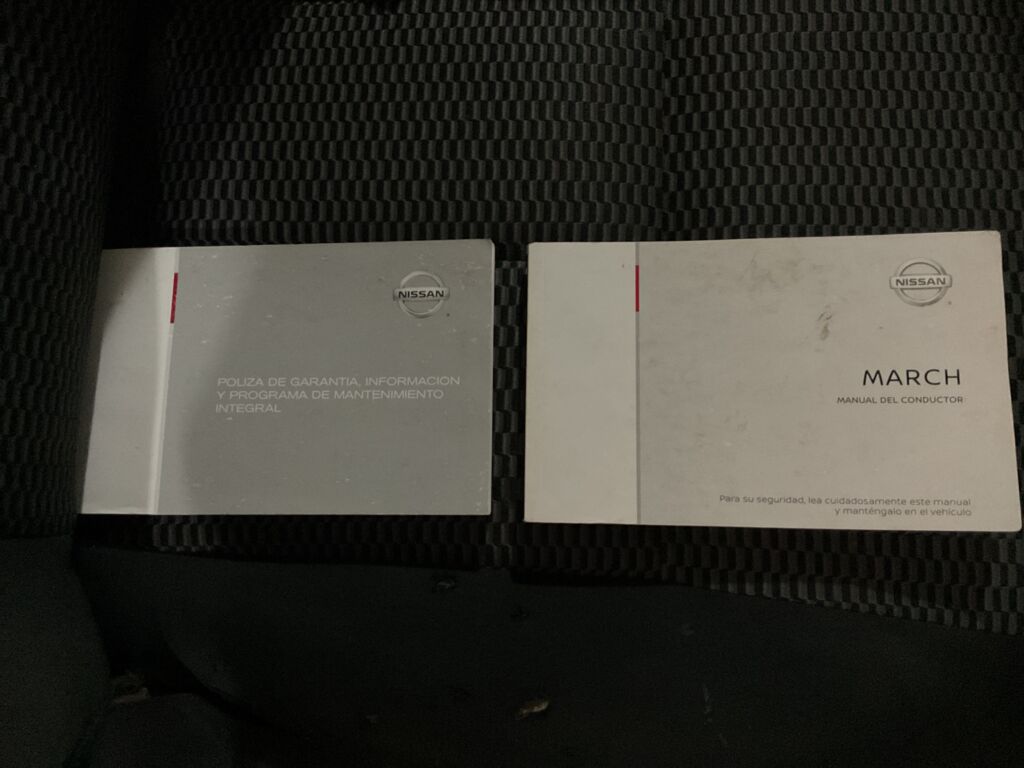 NISSAN
POLIZA DE GARANTIA, INFORMACION
Y PROGRAMA DE MANTENIMIENTO
INTEGRAL
NISSAN
MARCH
MANUAL DEL CONDUCTOR
Para su seguridad, lea cuidadosamente este manual
y manténgalo en el vehículo